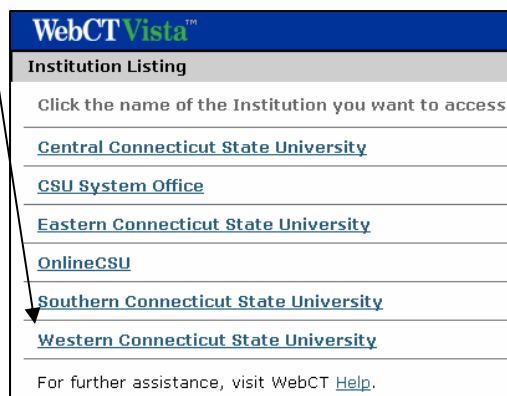 WebCT Vista™
Institution Listing
Click the name of the Institution you want to access
Central Connecticut State University
CSU System Office
Eastern Connecticut State University
OnlineCSU
Southern Connecticut State University
Western Connecticut State University
For further assistance, visit WebCT Help.